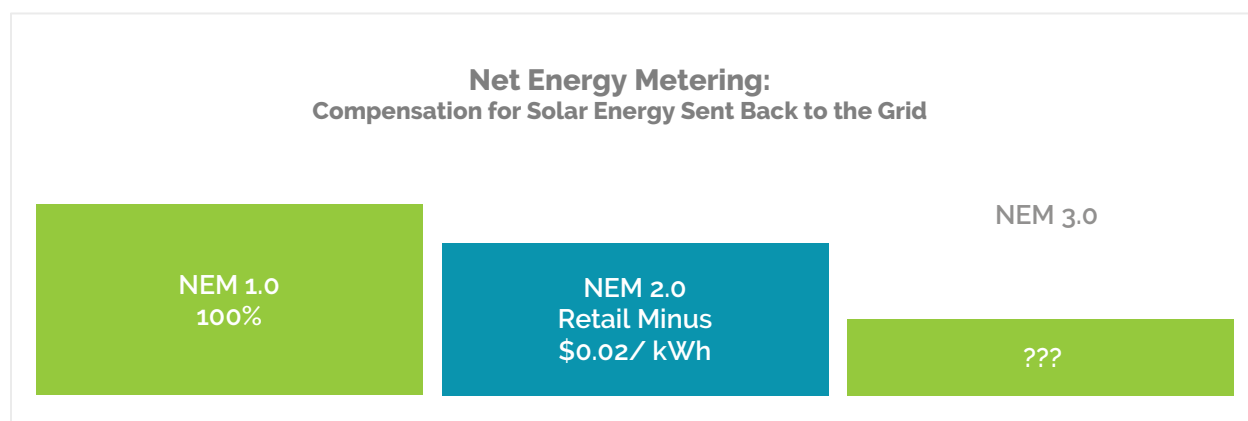 Net Energy Metering:
Compensation for Solar Energy Sent Back to the Grid
NEM 1.0
100%
NEM 2.0
Retail Minus
$0.02/ kWh
NEM 3.0
???